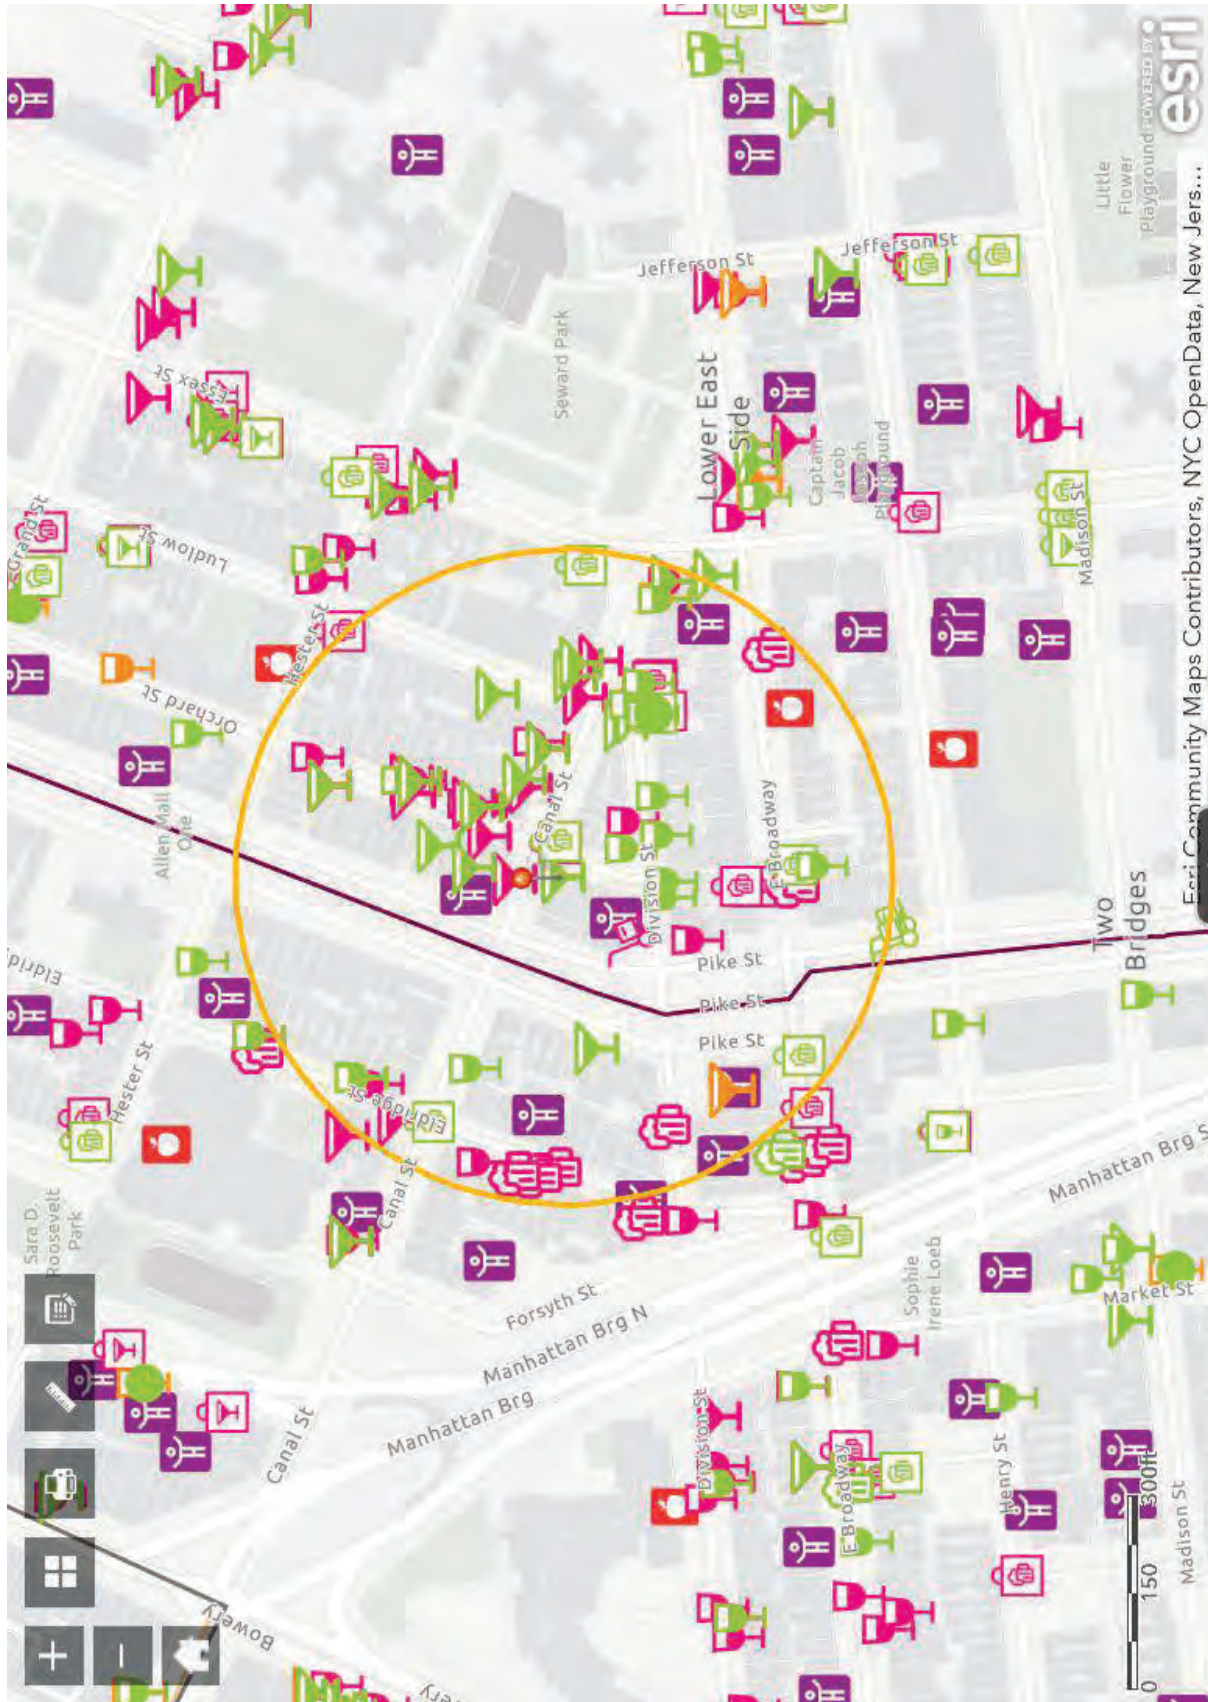 Grand St
Ludlow St
Essex St
Orchard St
Hester St
Allen Mall
One
Eldrid
Hester St
Sara D.
Roosevelt
Park
Canal St
Bowery
Eldridge St
Canal St
Canal St
Forsyth St
Manhattan Brg N
Manhattan Brg
Seward Park
Jefferson St
Jefferson St
Lower East
Side
Captain
Jacob
Joseph
Playground
Division St
E Broadway
Pike St
Pike St
Pike St
Division St
E Broadway
Henry St
Sophie
Irene Loeb
Market St
Manhattan Brg S
Two
Bridges
Madison St
Madison St
Little
Flower
Playground
POWERED BY
esri
Esri Community Maps Contributors, NYC OpenData, New Jers...
0 150 300ft
+
−